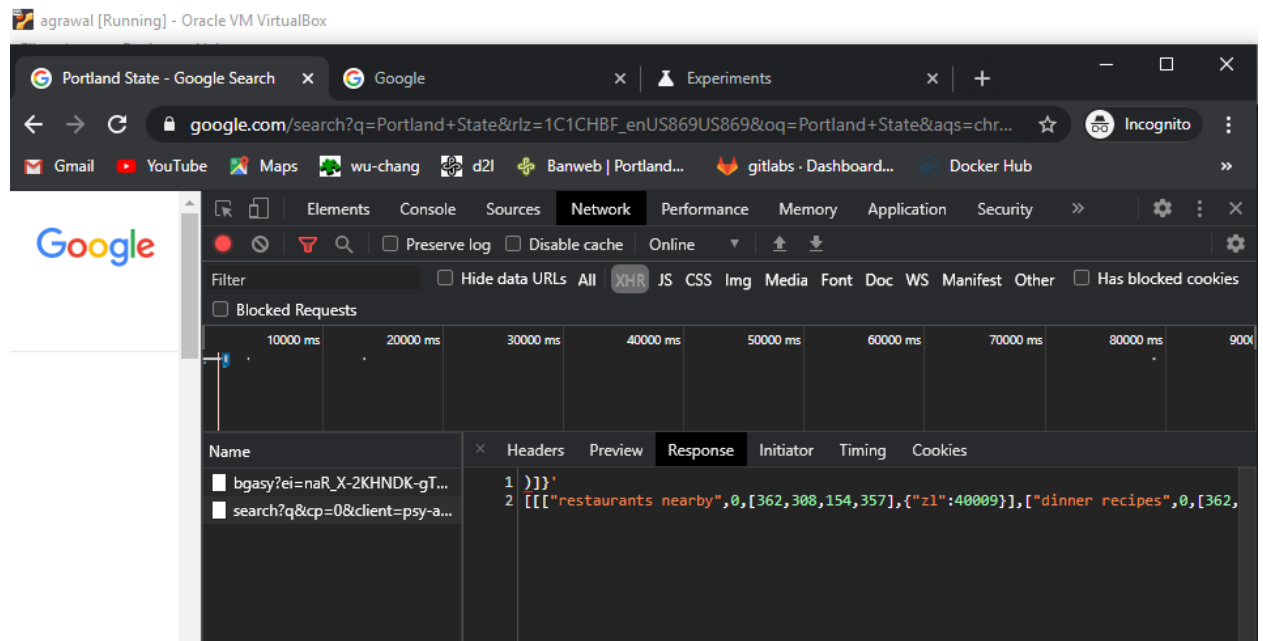 agrawal [Running] - Oracle VM VirtualBox
Portland State - Google Search Google Experiments
google.com/search?q=Portland+State&rlz=1C1CHBF_enUS869US869&oq=Portland+State&aqs=chr... Incognito
Gmail YouTube Maps wu-chang d2l Banweb | Portland... gitlabs · Dashboard... Docker Hub »
Google
Elements Console Sources Network Performance Memory Application Security »
Preserve log Disable cache Online
Filter Hide data URLs All XHR JS CSS Img Media Font Doc WS Manifest Other Has blocked cookies
Blocked Requests
10000 ms 20000 ms 30000 ms 40000 ms 50000 ms 60000 ms 70000 ms 80000 ms 9000
Name Headers Preview Response Initiator Timing Cookies
bgasy?ei=naR_X-2KHNDK-gT...
search?q&cp=0&client=psy-a...
1 )]}'
2 [[["restaurants nearby",0,[362,308,154,357],{"zl":40009}],["dinner recipes",0,[362,